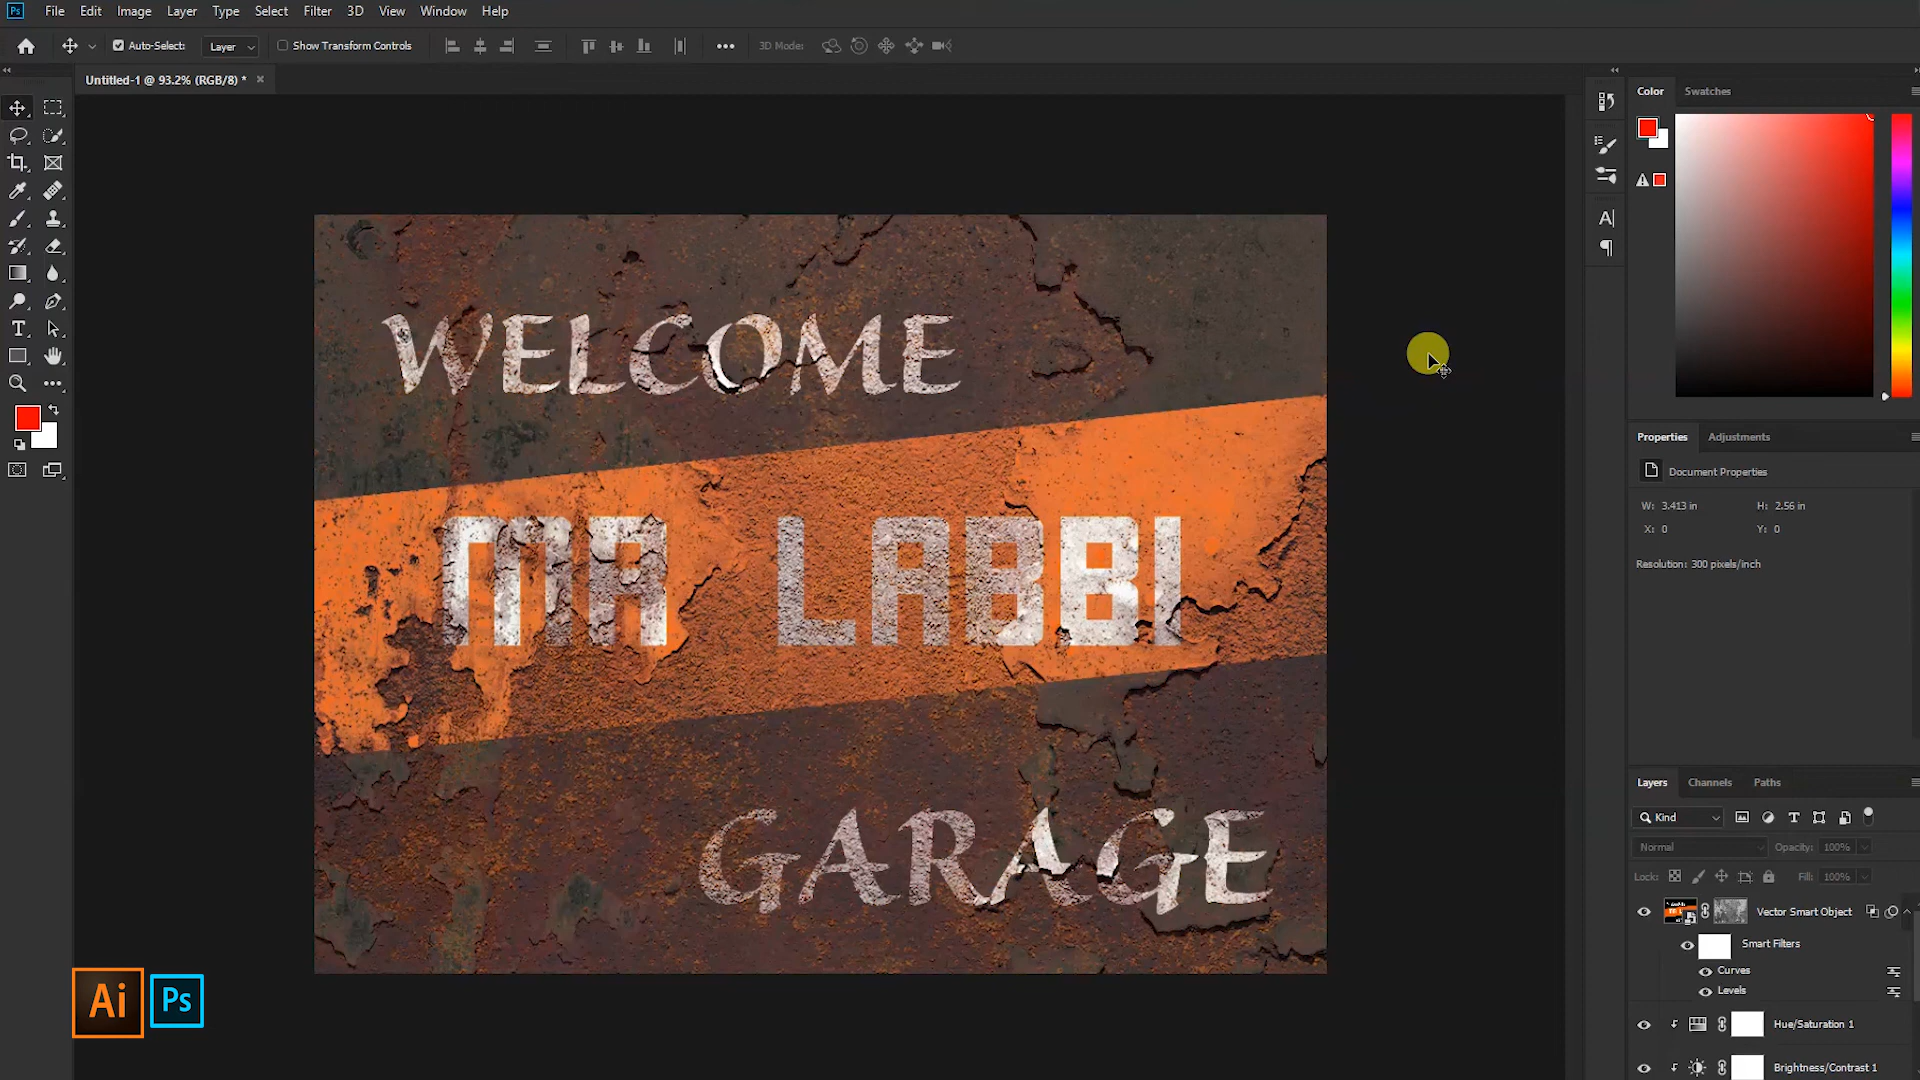 Ps File Edit Image Layer Type Select Filter 3D View Window Help
Auto-Select: Layer Show Transform Controls 3D Mode:
Untitled-1 @ 93.2% (RGB/8) *
Color Swatches
WELCOME
MR LABBI
GARAGE
Properties Adjustments
Document Properties
W: 3.413 in H: 2.56 in
X: 0 Y: 0
Resolution: 300 pixels/inch
Layers Channels Paths
Kind
Normal Opacity: 100%
Lock: Fill: 100%
Vector Smart Object
Smart Filters
Curves
Levels
Hue/Saturation 1
Brightness/Contrast 1
Ai Ps